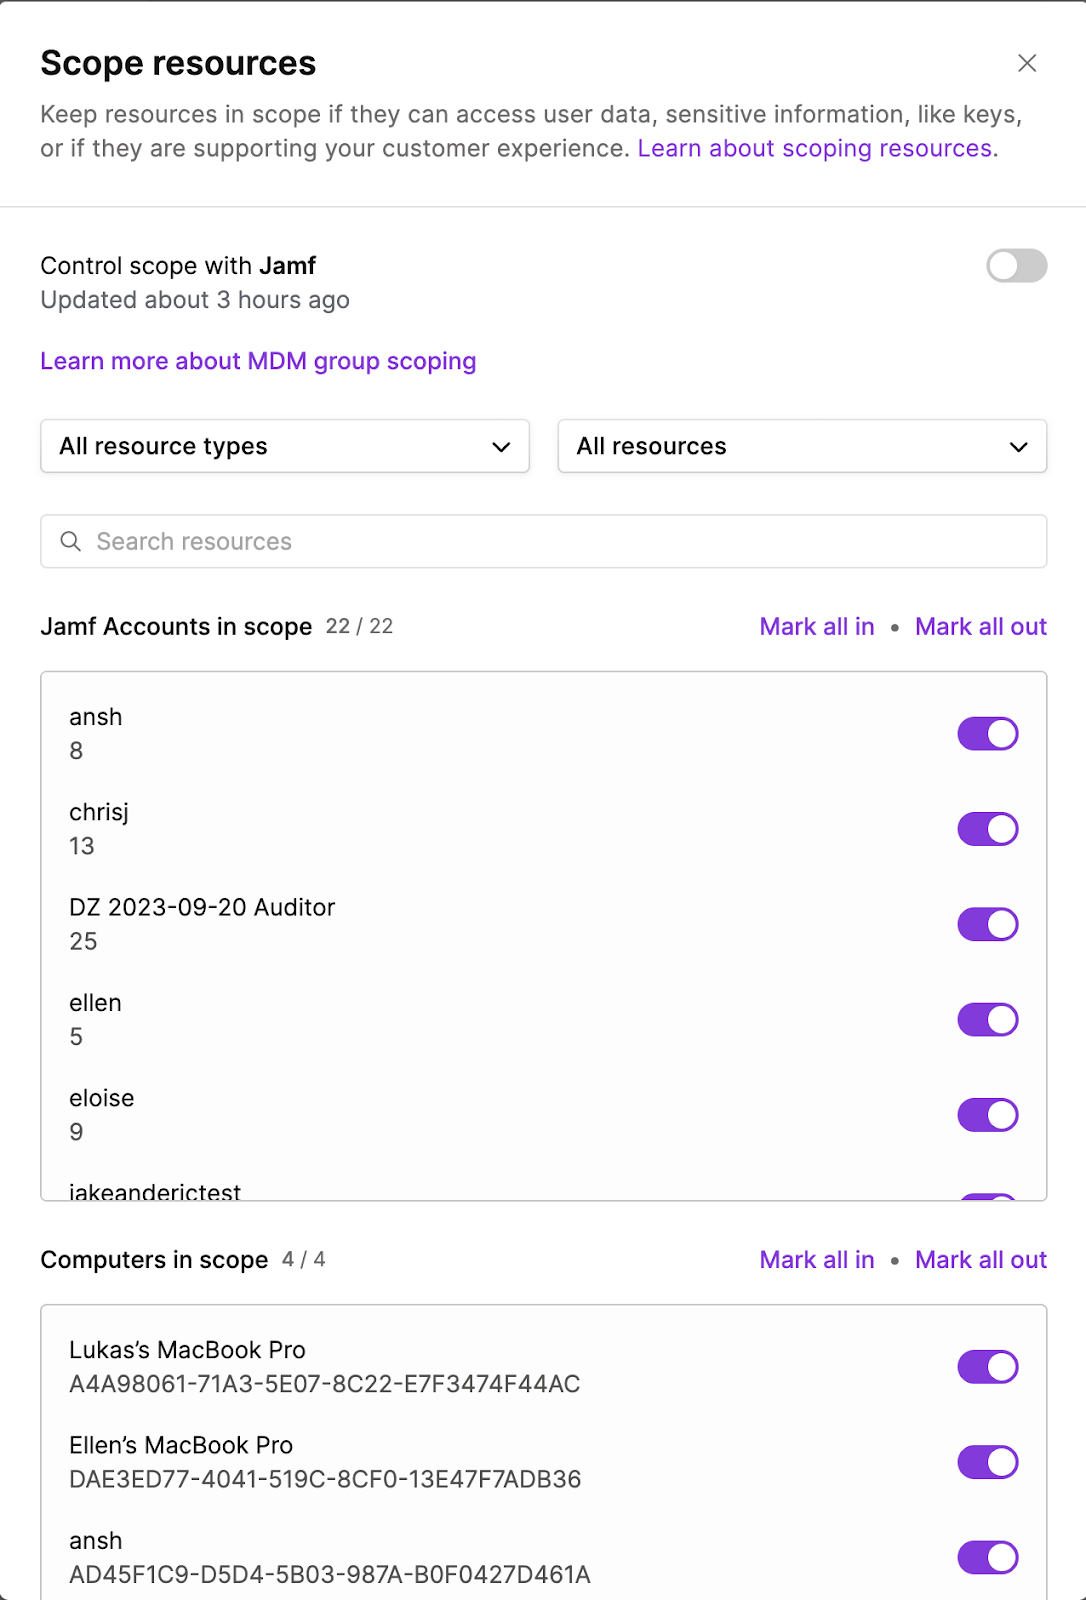 Scope resources
Keep resources in scope if they can access user data, sensitive information, like keys,
or if they are supporting your customer experience. Learn about scoping resources.
Control scope with Jamf
Updated about 3 hours ago
Learn more about MDM group scoping
All resource types
All resources
Search resources
Jamf Accounts in scope 22 / 22
Mark all in • Mark all out
ansh
8
chrisj
13
DZ 2023-09-20 Auditor
25
ellen
5
eloise
9
jakeanderictest
Computers in scope 4 / 4
Mark all in • Mark all out
Lukas’s MacBook Pro
A4A98061-71A3-5E07-8C22-E7F3474F44AC
Ellen’s MacBook Pro
DAE3ED77-4041-519C-8CF0-13E47F7ADB36
ansh
AD45F1C9-D5D4-5B03-987A-B0F0427D461A